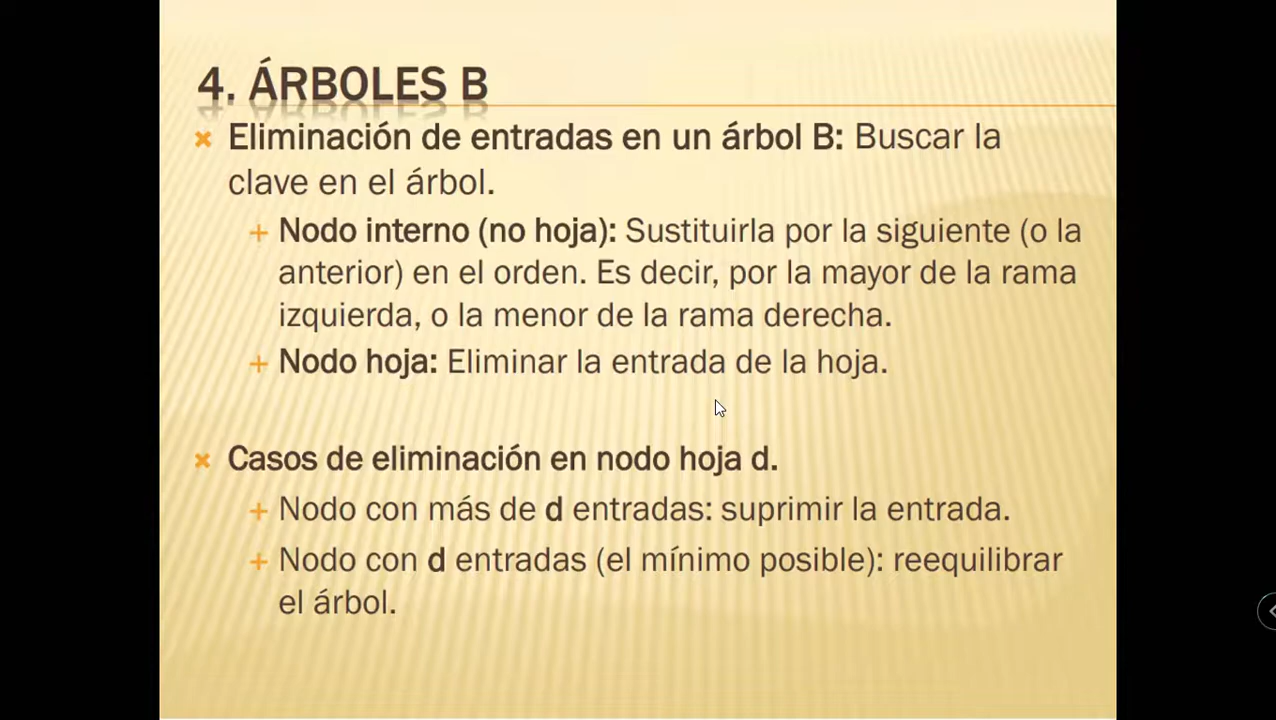 4. ÁRBOLES B
Eliminación de entradas en un árbol B: Buscar la
clave en el árbol.
Nodo interno (no hoja): Sustituirla por la siguiente (o la
anterior) en el orden. Es decir, por la mayor de la rama
izquierda, o la menor de la rama derecha.
Nodo hoja: Eliminar la entrada de la hoja.
Casos de eliminación en nodo hoja d.
Nodo con más de d entradas: suprimir la entrada.
Nodo con d entradas (el mínimo posible): reequilibrar
el árbol.